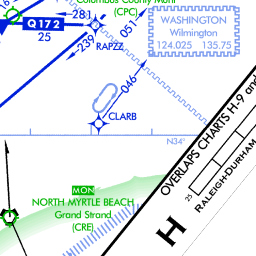 Columbus County Muni
(CPC)
281
Q172
25
239
RAPZZ
051
046
WASHINGTON
Wilmington
124.025 135.75
CLARB
N34°
OVERLAPS CHARTS H-9 and
25
RALEIGH-DURHAM
MON
NORTH MYRTLE BEACH
Grand Strand
(CRE)
H